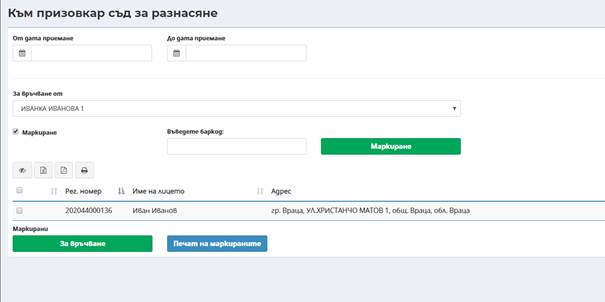 Към призовкар съд за разнасяне
От дата приемане До дата приемане
За връчване от
ИВАНКА ИВАНОВА 1
Маркиране Въведете баркод: Маркиране
Рег. номер Име на лицето Адрес
202044000136 Иван Иванов гр. Враца, УЛ.ХРИСТАНЧО МАТОВ 1, общ. Враца, обл. Враца
Маркирани
За връчване Печат на маркираните